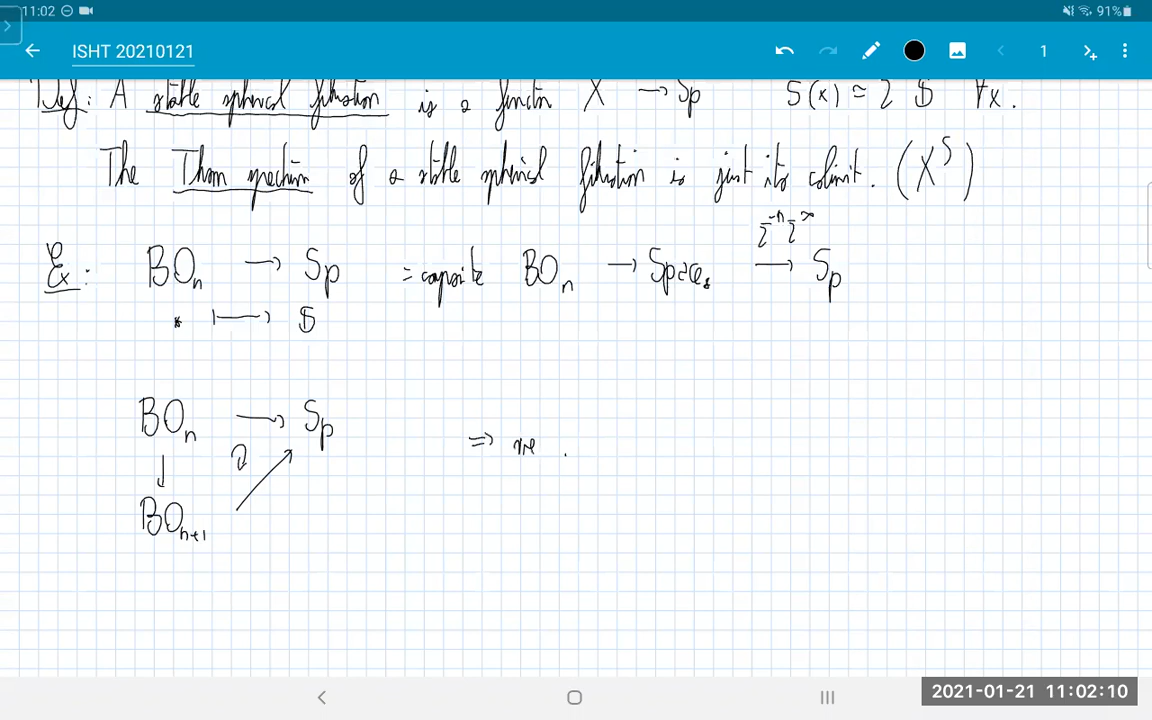 11:02 91%
ISHT 20210121 1
Def: A stable spherical fibration is a functor X → Sp S(x) ≃ Σ 𝕊 ∀x.
The Thom spectrum of a stable spherical fibration is just its colimit. (X^S)
Σ^{-n} Σ^∞
Ex: BO_n → Sp = composite BO_n → Spaces → Sp
* ↦ 𝕊
BO_n → Sp ⇒ we
↓
BO_{n+1}
2021-01-21 11:02:10